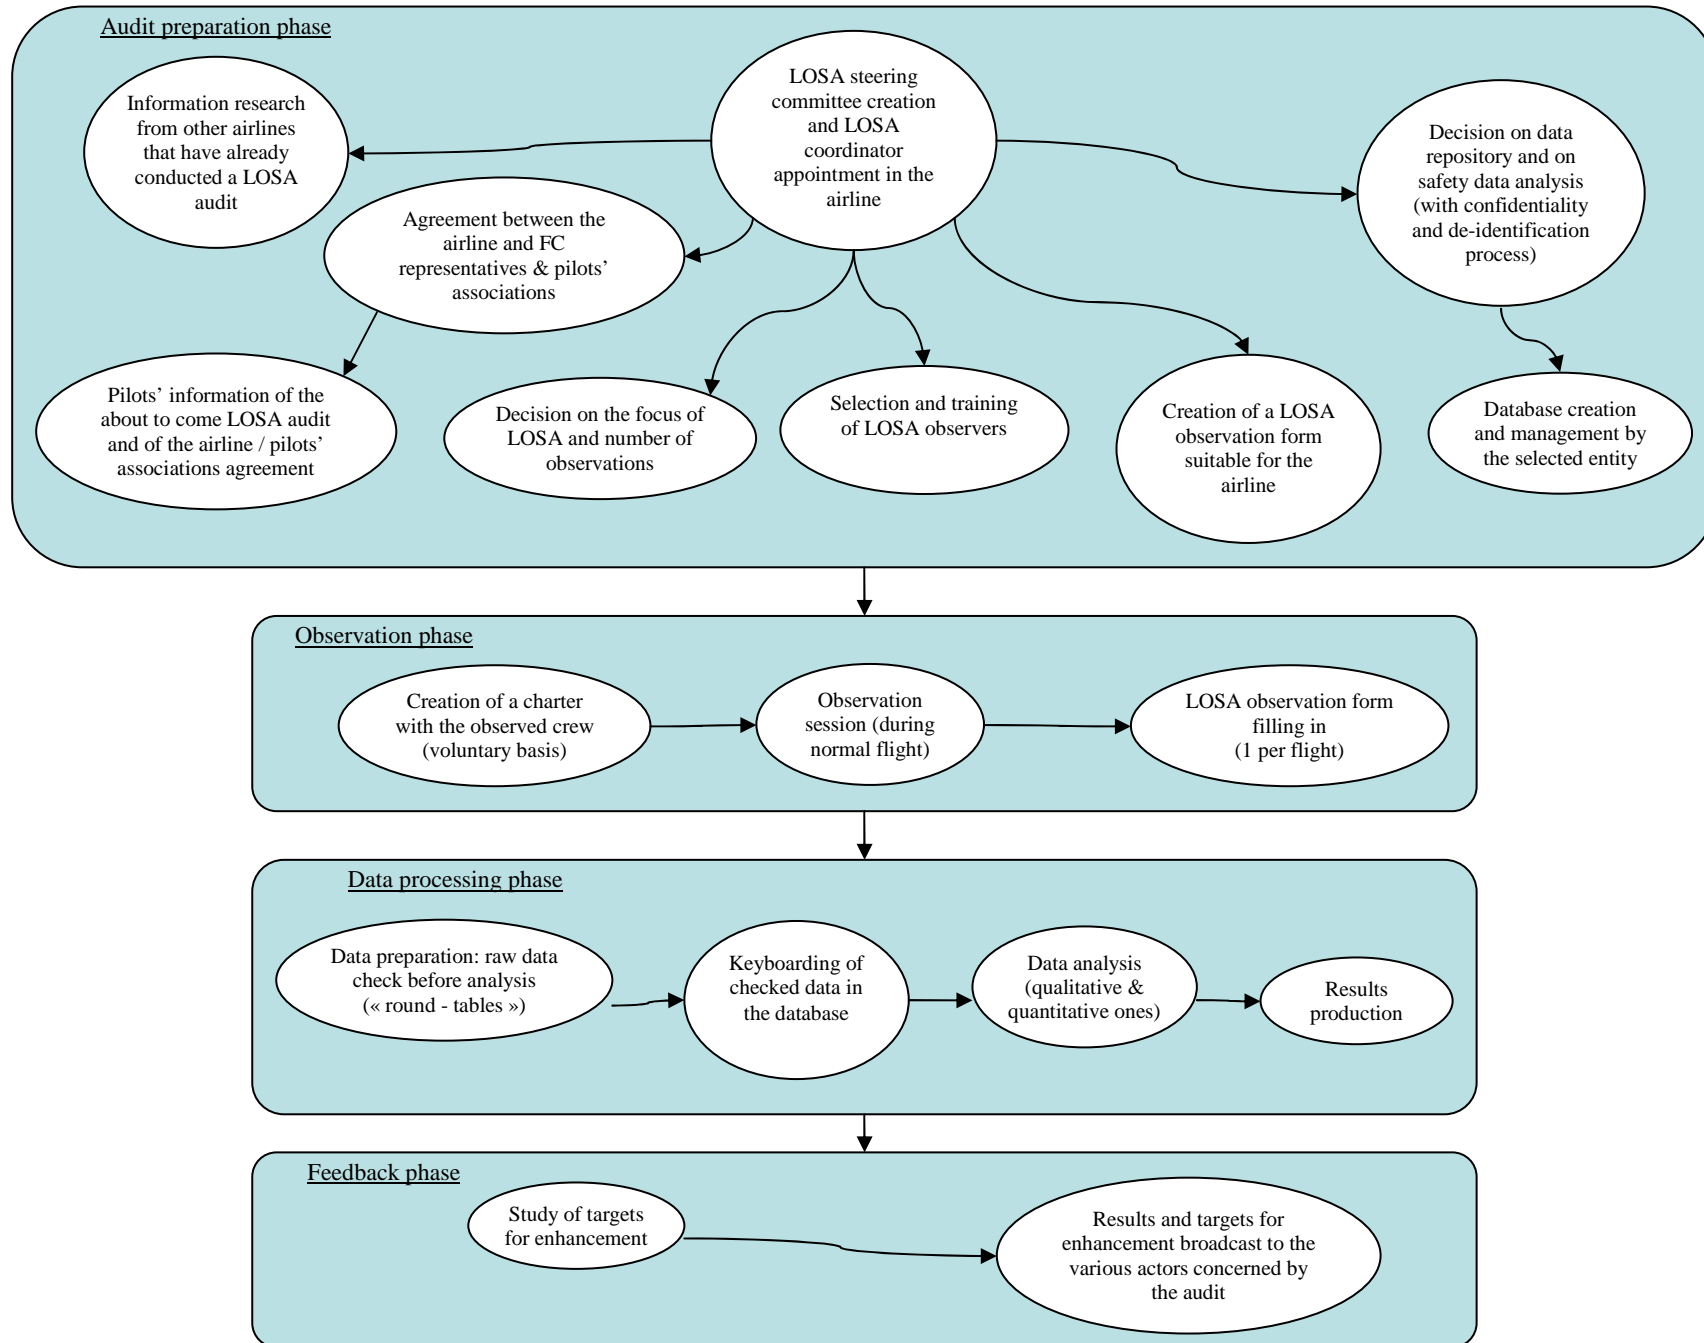 Audit preparation phase
Information research
from other airlines
that have already
conducted a LOSA
audit
LOSA steering
committee creation
and LOSA
coordinator
appointment in the
airline
Decision on data
repository and on
safety data analysis
(with confidentiality
and de-identification
process)
Agreement between the
airline and FC
representatives & pilots’
associations
Pilots’ information of the
about to come LOSA audit
and of the airline / pilots’
associations agreement
Decision on the focus of
LOSA and number of
observations
Selection and training
of LOSA observers
Creation of a LOSA
observation form
suitable for the
airline
Database creation
and management by
the selected entity
Observation phase
Creation of a charter
with the observed crew
(voluntary basis)
Observation
session (during
normal flight)
LOSA observation form
filling in
(1 per flight)
Data processing phase
Data preparation: raw data
check before analysis
(« round - tables »)
Keyboarding of
checked data in
the database
Data analysis
(qualitative &
quantitative ones)
Results
production
Feedback phase
Study of targets
for enhancement
Results and targets for
enhancement broadcast to the
various actors concerned by
the audit